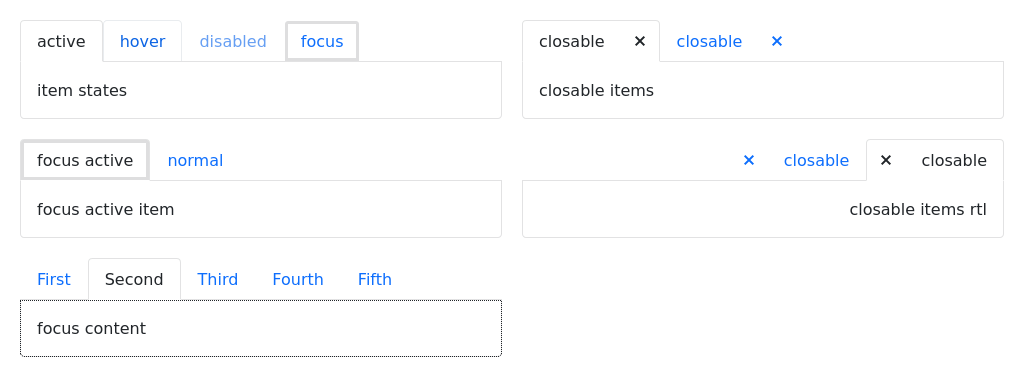 active hover disabled focus
item states
closable × closable ×
closable items
focus active normal
focus active item
× closable × closable
closable items rtl
First Second Third Fourth Fifth
focus content